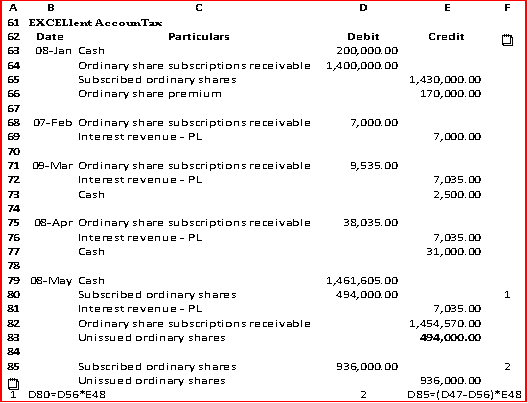 A B C D E F
61 EXCELlent AccounTax
62 Date Particulars Debit Credit
63 08-Jan Cash 200,000.00
64 Ordinary share subscriptions receivable 1,400,000.00
65 Subscribed ordinary shares 1,430,000.00
66 Ordinary share premium 170,000.00
67
68 07-Feb Ordinary share subscriptions receivable 7,000.00
69 Interest revenue - PL 7,000.00
70
71 09-Mar Ordinary share subscriptions receivable 9,535.00
72 Interest revenue - PL 7,035.00
73 Cash 2,500.00
74
75 08-Apr Ordinary share subscriptions receivable 38,035.00
76 Interest revenue - PL 7,035.00
77 Cash 31,000.00
78
79 08-May Cash 1,461,605.00
80 Subscribed ordinary shares 494,000.00 1
81 Interest revenue - PL 7,035.00
82 Ordinary share subscriptions receivable 1,454,570.00
83 Unissued ordinary shares 494,000.00
84
85 Subscribed ordinary shares 936,000.00 2
Unissued ordinary shares 936,000.00
1 D80=D56*E48 2 D85=(D47-D56)*E48